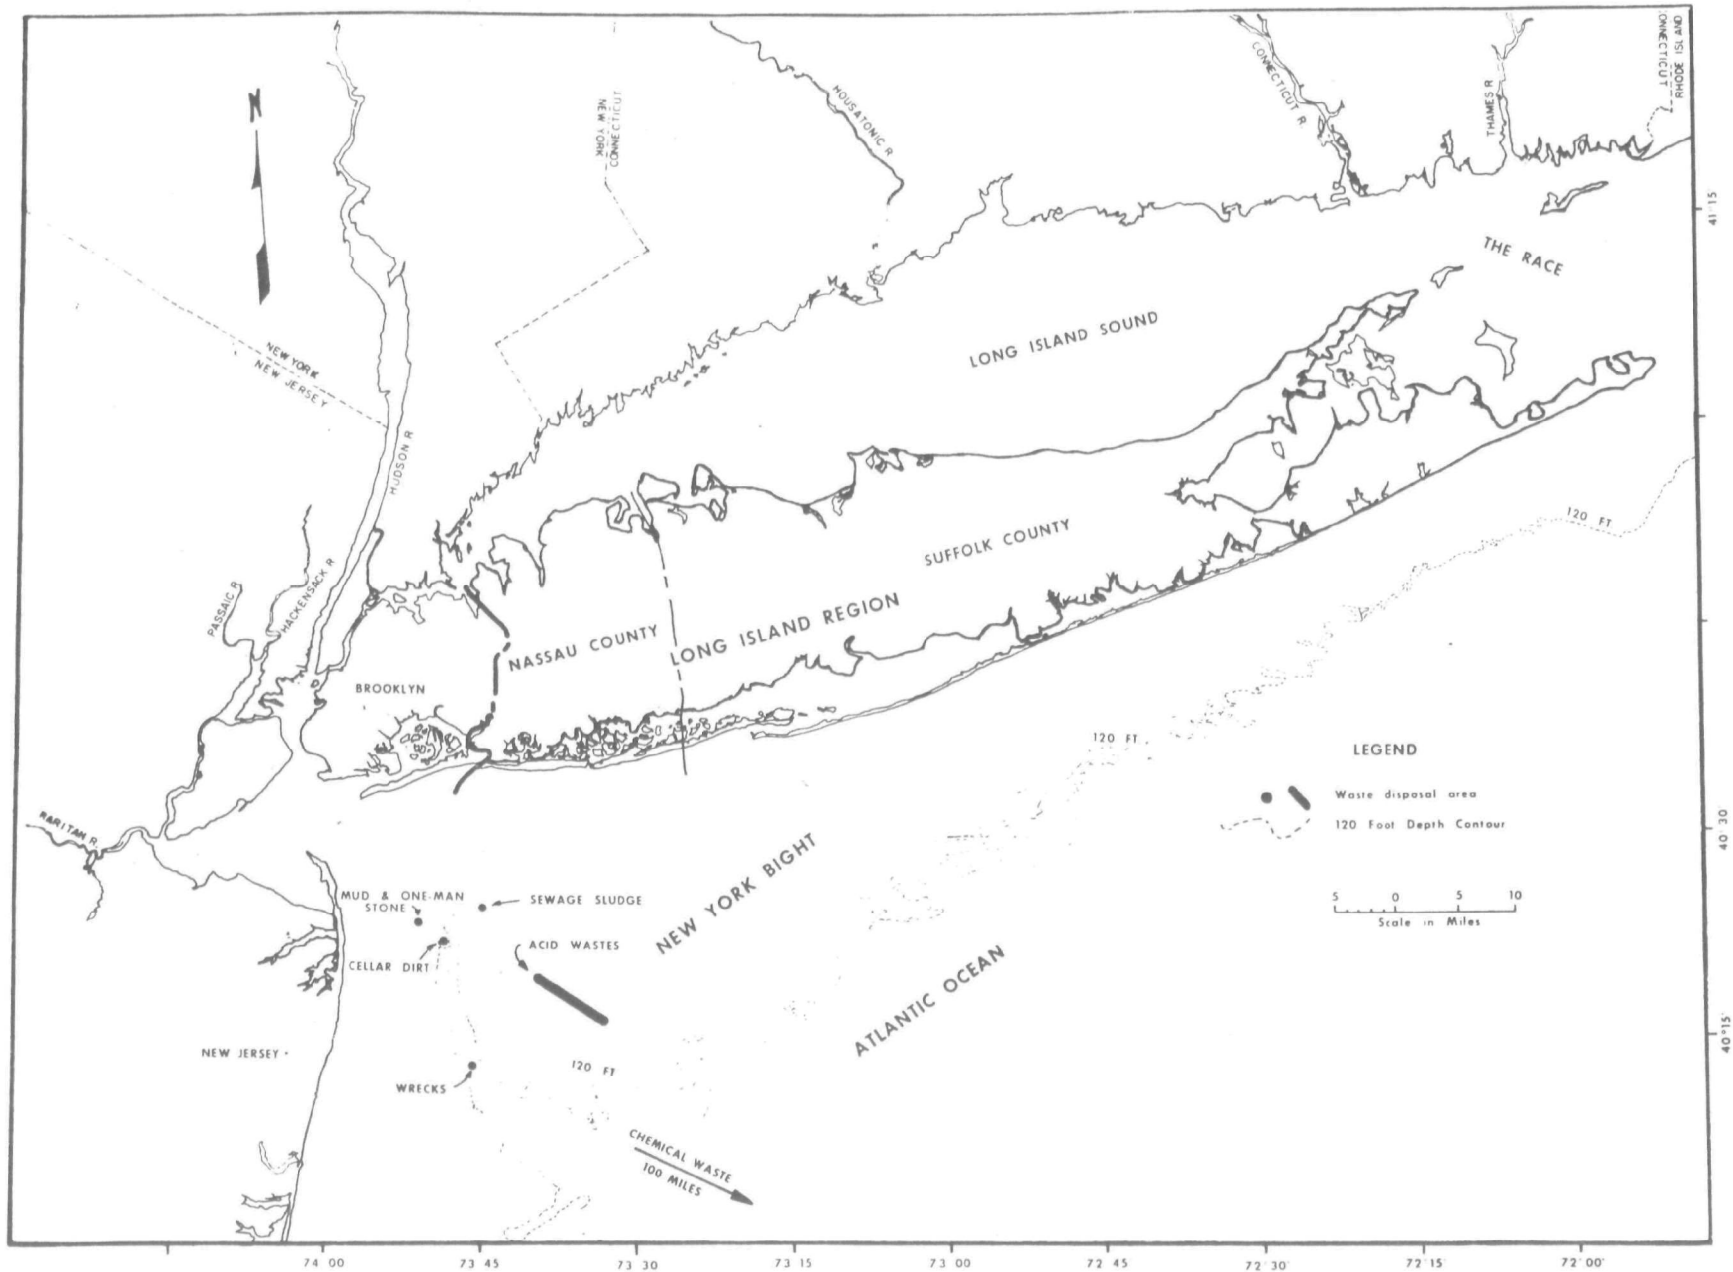 N
CONNECTICUT
RHODE ISLAND
NEW YORK
CONNECTICUT
HOUSATONIC R
CONNECTICUT R.
THAMES R
41°15
THE RACE
NEW YORK
NEW JERSEY
LONG ISLAND SOUND
HUDSON R
120 FT
SUFFOLK COUNTY
PASSAIC R
HACKENSACK R
LONG ISLAND REGION
NASSAU COUNTY
BROOKLYN
120 FT
LEGEND
Waste disposal area
120 Foot Depth Contour
40°30
RARITAN R.
NEW YORK BIGHT
MUD & ONE-MAN
STONE
SEWAGE SLUDGE
5 0 5 10
Scale in Miles
ACID WASTES
CELLAR DIRT
ATLANTIC OCEAN
40°15'
NEW JERSEY
120 FT
WRECKS
CHEMICAL WASTE
100 MILES
74°00 73°45 73°30 73°15 73°00 72°45 72°30 72°15 72°00'